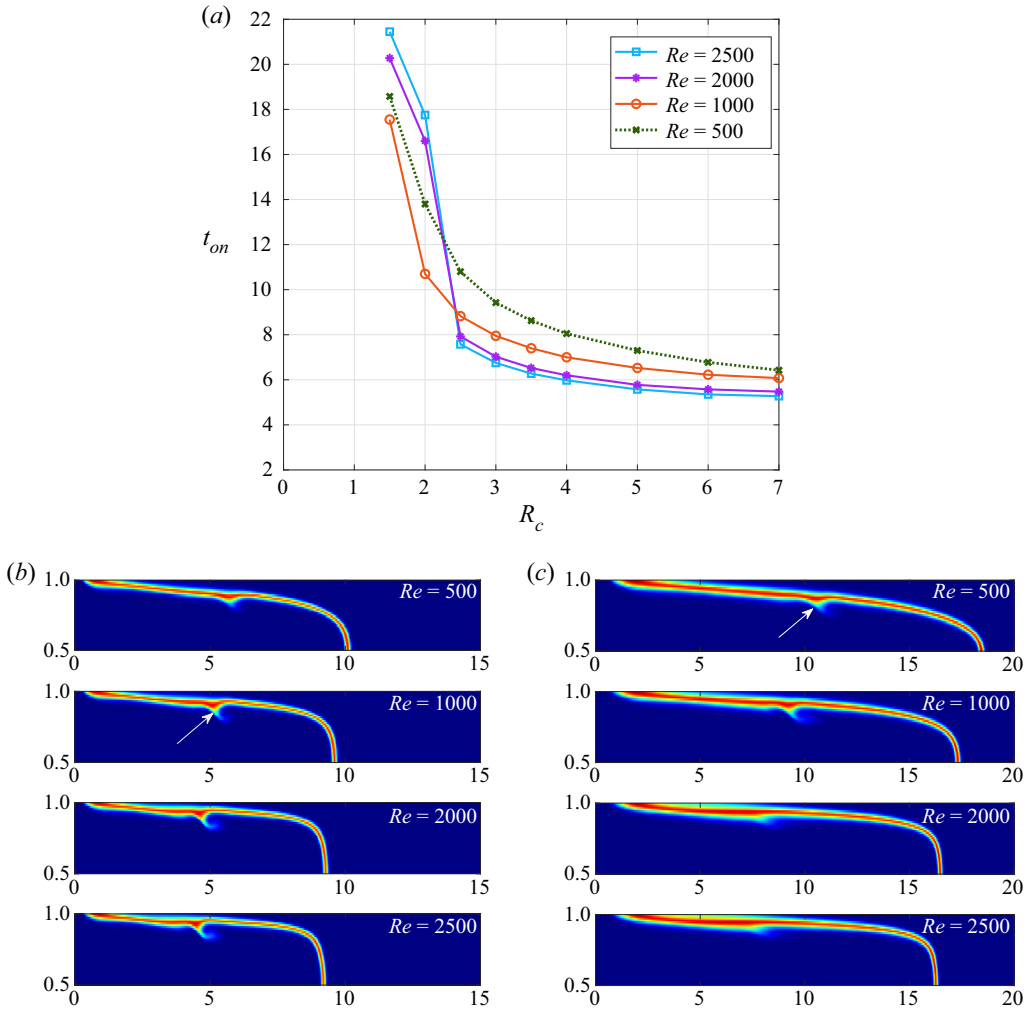 (a)
22
20
18
16
14
12
10
8
6
4
2
t_on
0 1 2 3 4 5 6 7
R_c
Re = 2500
Re = 2000
Re = 1000
Re = 500
(b)
1.0
0.5
Re = 500
0 5 10 15
1.0
0.5
Re = 1000
0 5 10 15
1.0
0.5
Re = 2000
0 5 10 15
1.0
0.5
Re = 2500
0 5 10 15
(c)
1.0
0.5
Re = 500
0 5 10 15 20
1.0
0.5
Re = 1000
0 5 10 15 20
1.0
0.5
Re = 2000
0 5 10 15 20
1.0
0.5
Re = 2500
0 5 10 15 20